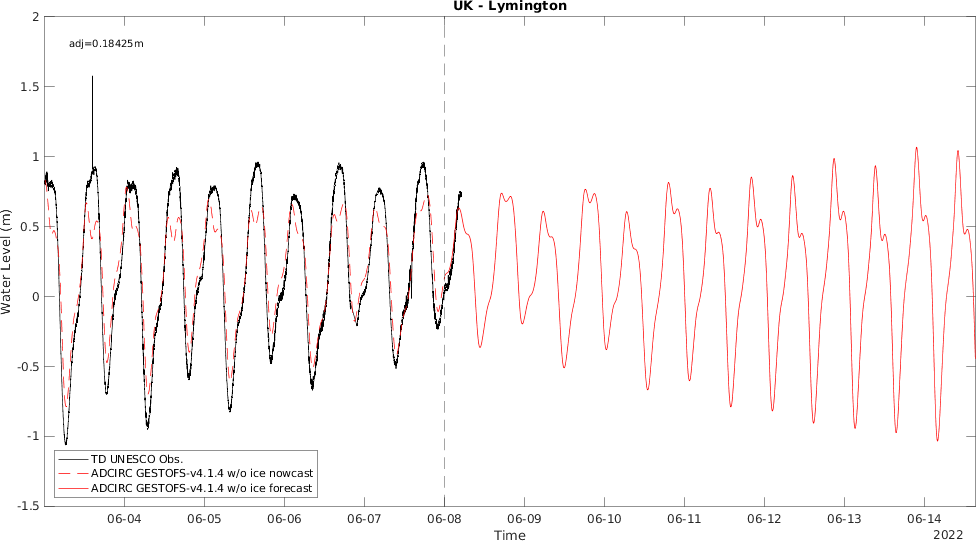 UK - Lymington
adj=0.18425m
Water Level (m)
2
1.5
1
0.5
0
-0.5
-1
-1.5
TD UNESCO Obs.
ADCIRC GESTOFS-v4.1.4 w/o ice nowcast
ADCIRC GESTOFS-v4.1.4 w/o ice forecast
06-04 06-05 06-06 06-07 06-08 06-09 06-10 06-11 06-12 06-13 06-14
Time
2022